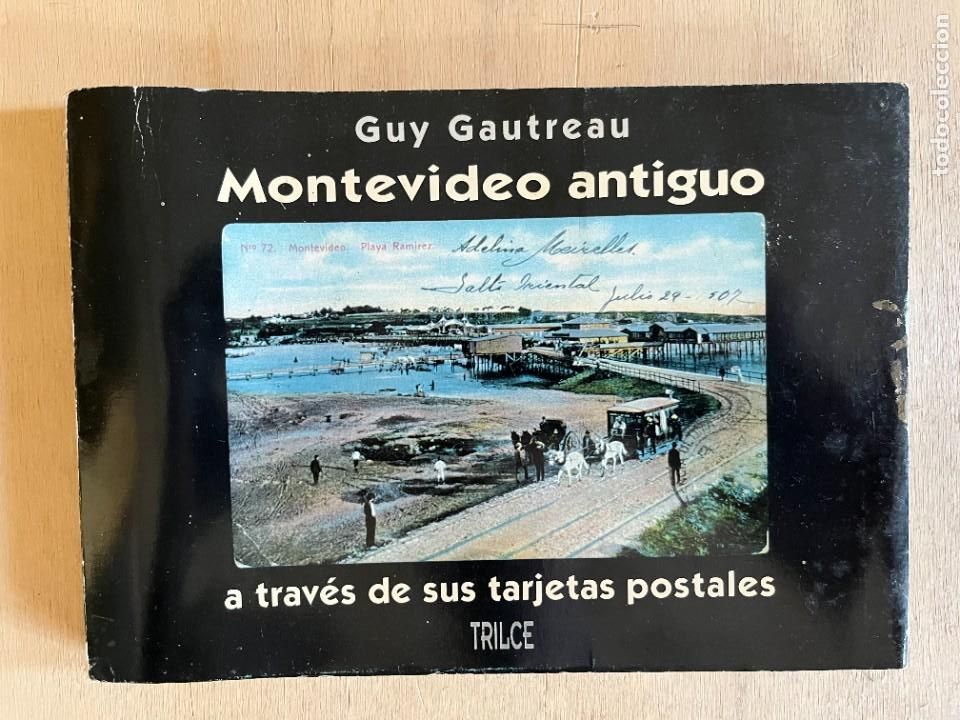 Guy Gautreau
Montevideo antiguo
Nº 72. Montevideo. Playa Ramirez.
Adelina Meirelles.
Salto Oriental
Julio 29 - 907
a través de sus tarjetas postales
TRILCE
todocoleccion